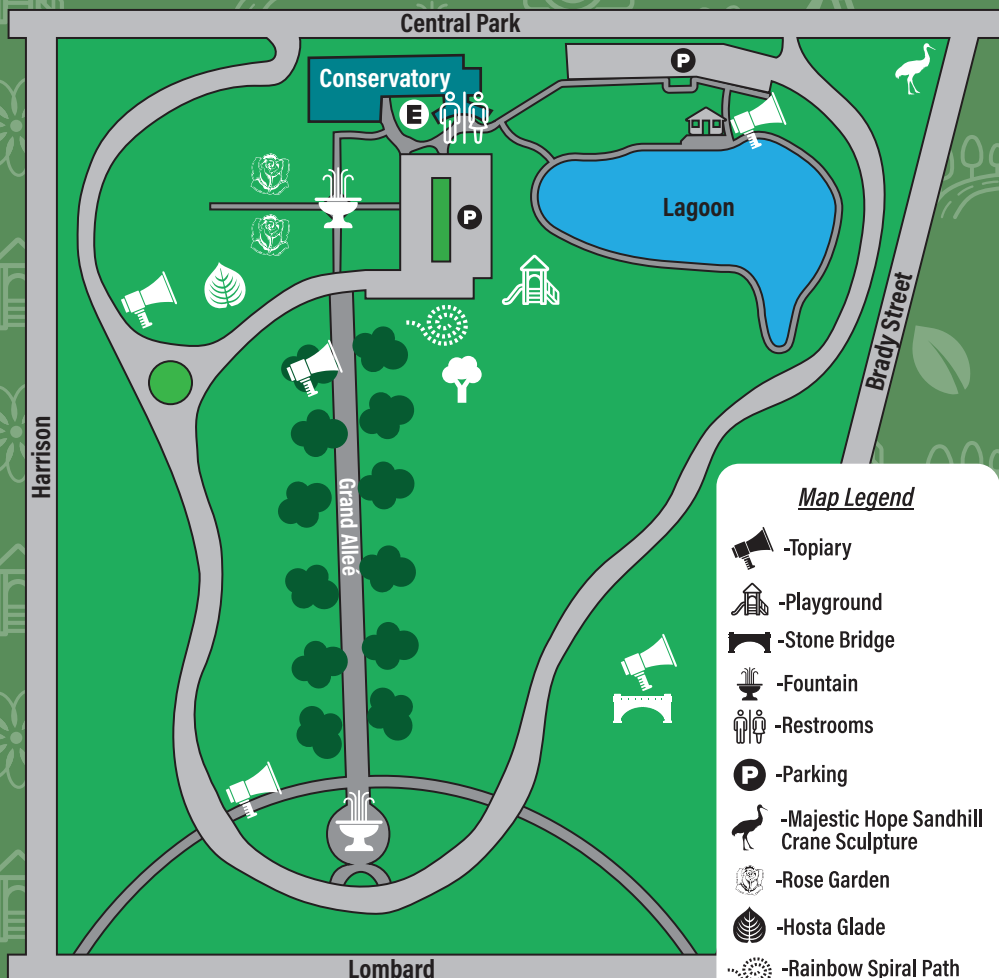 Central Park
Conservatory
E
P
P
Lagoon
Brady Street
Harrison
Grand Alleé
Lombard
Map Legend
-Topiary
-Playground
-Stone Bridge
-Fountain
-Restrooms
P -Parking
-Majestic Hope Sandhill
Crane Sculpture
-Rose Garden
-Hosta Glade
-Rainbow Spiral Path